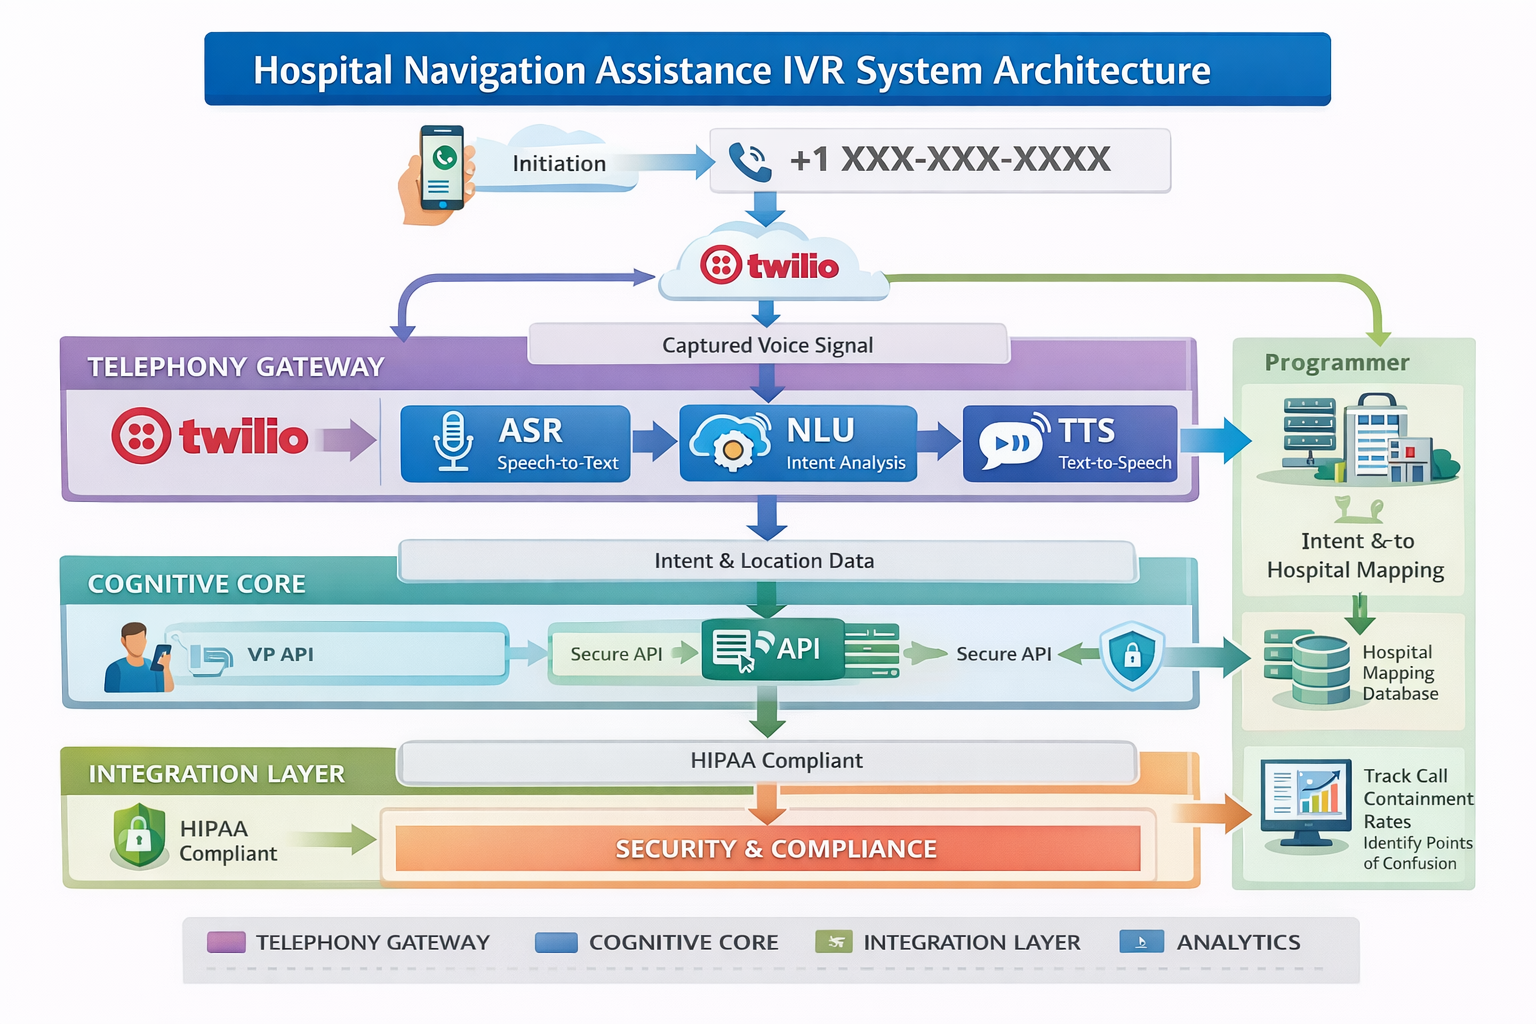 Hospital Navigation Assistance IVR System Architecture
Initiation
+1 XXX-XXX-XXXX
twilio
Captured Voice Signal
TELEPHONY GATEWAY
twilio
ASR
Speech-to-Text
NLU
Intent Analysis
TTS
Text-to-Speech
Programmer
Intent &-to
Hospital Mapping
Intent & Location Data
COGNITIVE CORE
VP API
Secure API
API
Secure API
Hospital
Mapping
Database
HIPAA Compliant
INTEGRATION LAYER
HIPAA
Compliant
SECURITY & COMPLIANCE
Track Call
Containment
Rates
Identify Points
of Confusion
TELEPHONY GATEWAY
COGNITIVE CORE
INTEGRATION LAYER
ANALYTICS